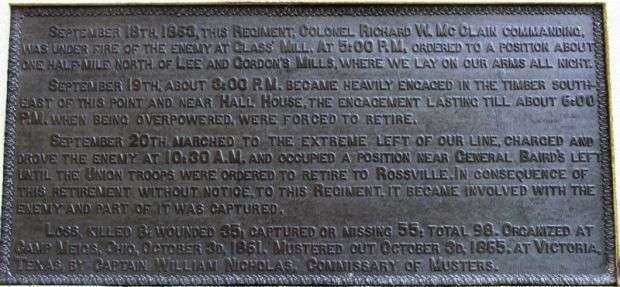 SEPTEMBER 18TH, 1863, THIS REGIMENT, COLONEL RICHARD W. MCCLAIN COMMANDING,
WAS UNDER FIRE OF THE ENEMY AT GLASS' MILL. AT 5:00 P.M. ORDERED TO A POSITION ABOUT
ONE HALF-MILE NORTH OF LEE AND GORDON'S MILLS, WHERE WE LAY ON OUR ARMS ALL NIGHT.
SEPTEMBER 19TH, ABOUT 3:00 P.M. BECAME HEAVILY ENGAGED IN THE TIMBER SOUTH-
EAST OF THIS POINT AND NEAR HALL HOUSE, THE ENGAGEMENT LASTING TILL ABOUT 5:00
P.M. WHEN BEING OVERPOWERED, WERE FORCED TO RETIRE.
SEPTEMBER 20TH MARCHED TO THE EXTREME LEFT OF OUR LINE, CHARGED AND
DROVE THE ENEMY AT 10:30 A.M. AND OCCUPIED A POSITION NEAR GENERAL BAIRD'S LEFT
UNTIL THE UNION TROOPS WERE ORDERED TO RETIRE TO ROSSVILLE. IN CONSEQUENCE OF
THIS RETIREMENT WITHOUT NOTICE, TO THIS REGIMENT, IT BECAME INVOLVED WITH THE
ENEMY AND PART OF IT WAS CAPTURED.
LOSS, KILLED 8; WOUNDED 35; CAPTURED OR MISSING 55; TOTAL 98. ORGANIZED AT
CAMP MEIGS, OHIO, OCTOBER 3D, 1861. MUSTERED OUT OCTOBER 3D, 1865; AT VICTORIA,
TEXAS BY CAPTAIN WILLIAM NICHOLAS, COMMISSARY OF MUSTERS.